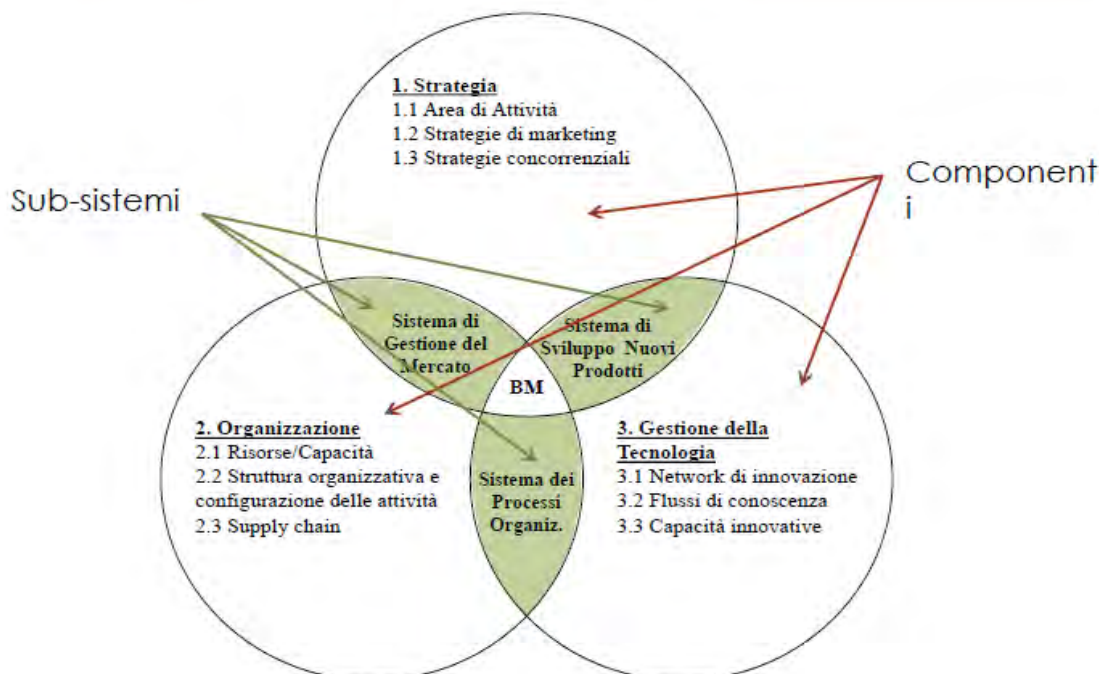 1. Strategia
1.1 Area di Attività
1.2 Strategie di marketing
1.3 Strategie concorrenziali
Sub-sistemi
Component
i
Sistema di
Gestione del
Mercato
Sistema di
Sviluppo Nuovi
Prodotti
BM
2. Organizzazione
2.1 Risorse/Capacità
2.2 Struttura organizzativa e
configurazione delle attività
2.3 Supply chain
Sistema dei
Processi
Organiz.
3. Gestione della
Tecnologia
3.1 Network di innovazione
3.2 Flussi di conoscenza
3.3 Capacità innovative